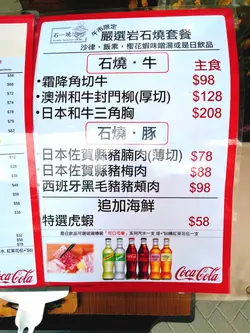 石一燒
牛肉限定
嚴選岩石燒套餐
沙律、飯素、櫻花蝦味噌湯或是日飲品
石燒・牛
主食
•霜降角切牛 $98
•澳洲和牛封門柳(厚切) $128
•日本和牛三角胸 $208
石燒・豚
日本佐賀縣豬腩肉(薄切) $78
日本佐賀縣豬梅肉 $88
西班牙黑毛豬豬頰肉 $98
追加海鮮
特選虎蝦 $58
Coca-Cola
Coca-Cola